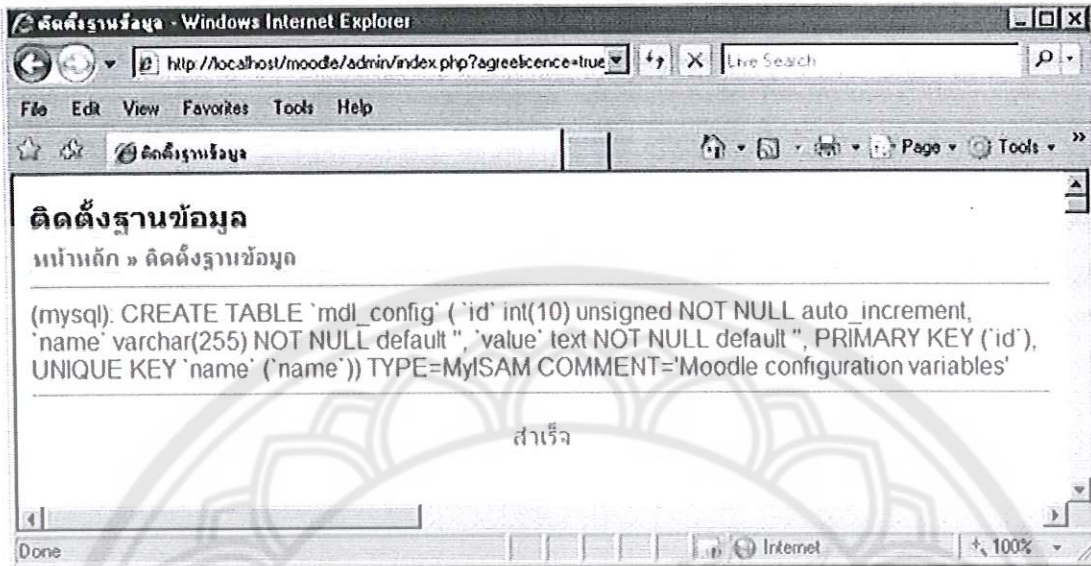 ติดตั้งฐานข้อมูล - Windows Internet Explorer
http://localhost/moodle/admin/index.php?agreelicence=true
Live Search
File Edit View Favorites Tools Help
ติดตั้งฐานข้อมูล
Page Tools »
ติดตั้งฐานข้อมูล
หน้าหลัก » ติดตั้งฐานข้อมูล
(mysql): CREATE TABLE `mdl_config` ( `id` int(10) unsigned NOT NULL auto_increment,
`name` varchar(255) NOT NULL default '', `value` text NOT NULL default '', PRIMARY KEY (`id`),
UNIQUE KEY `name` (`name`)) TYPE=MyISAM COMMENT='Moodle configuration variables'
สำเร็จ
Done Internet 100%